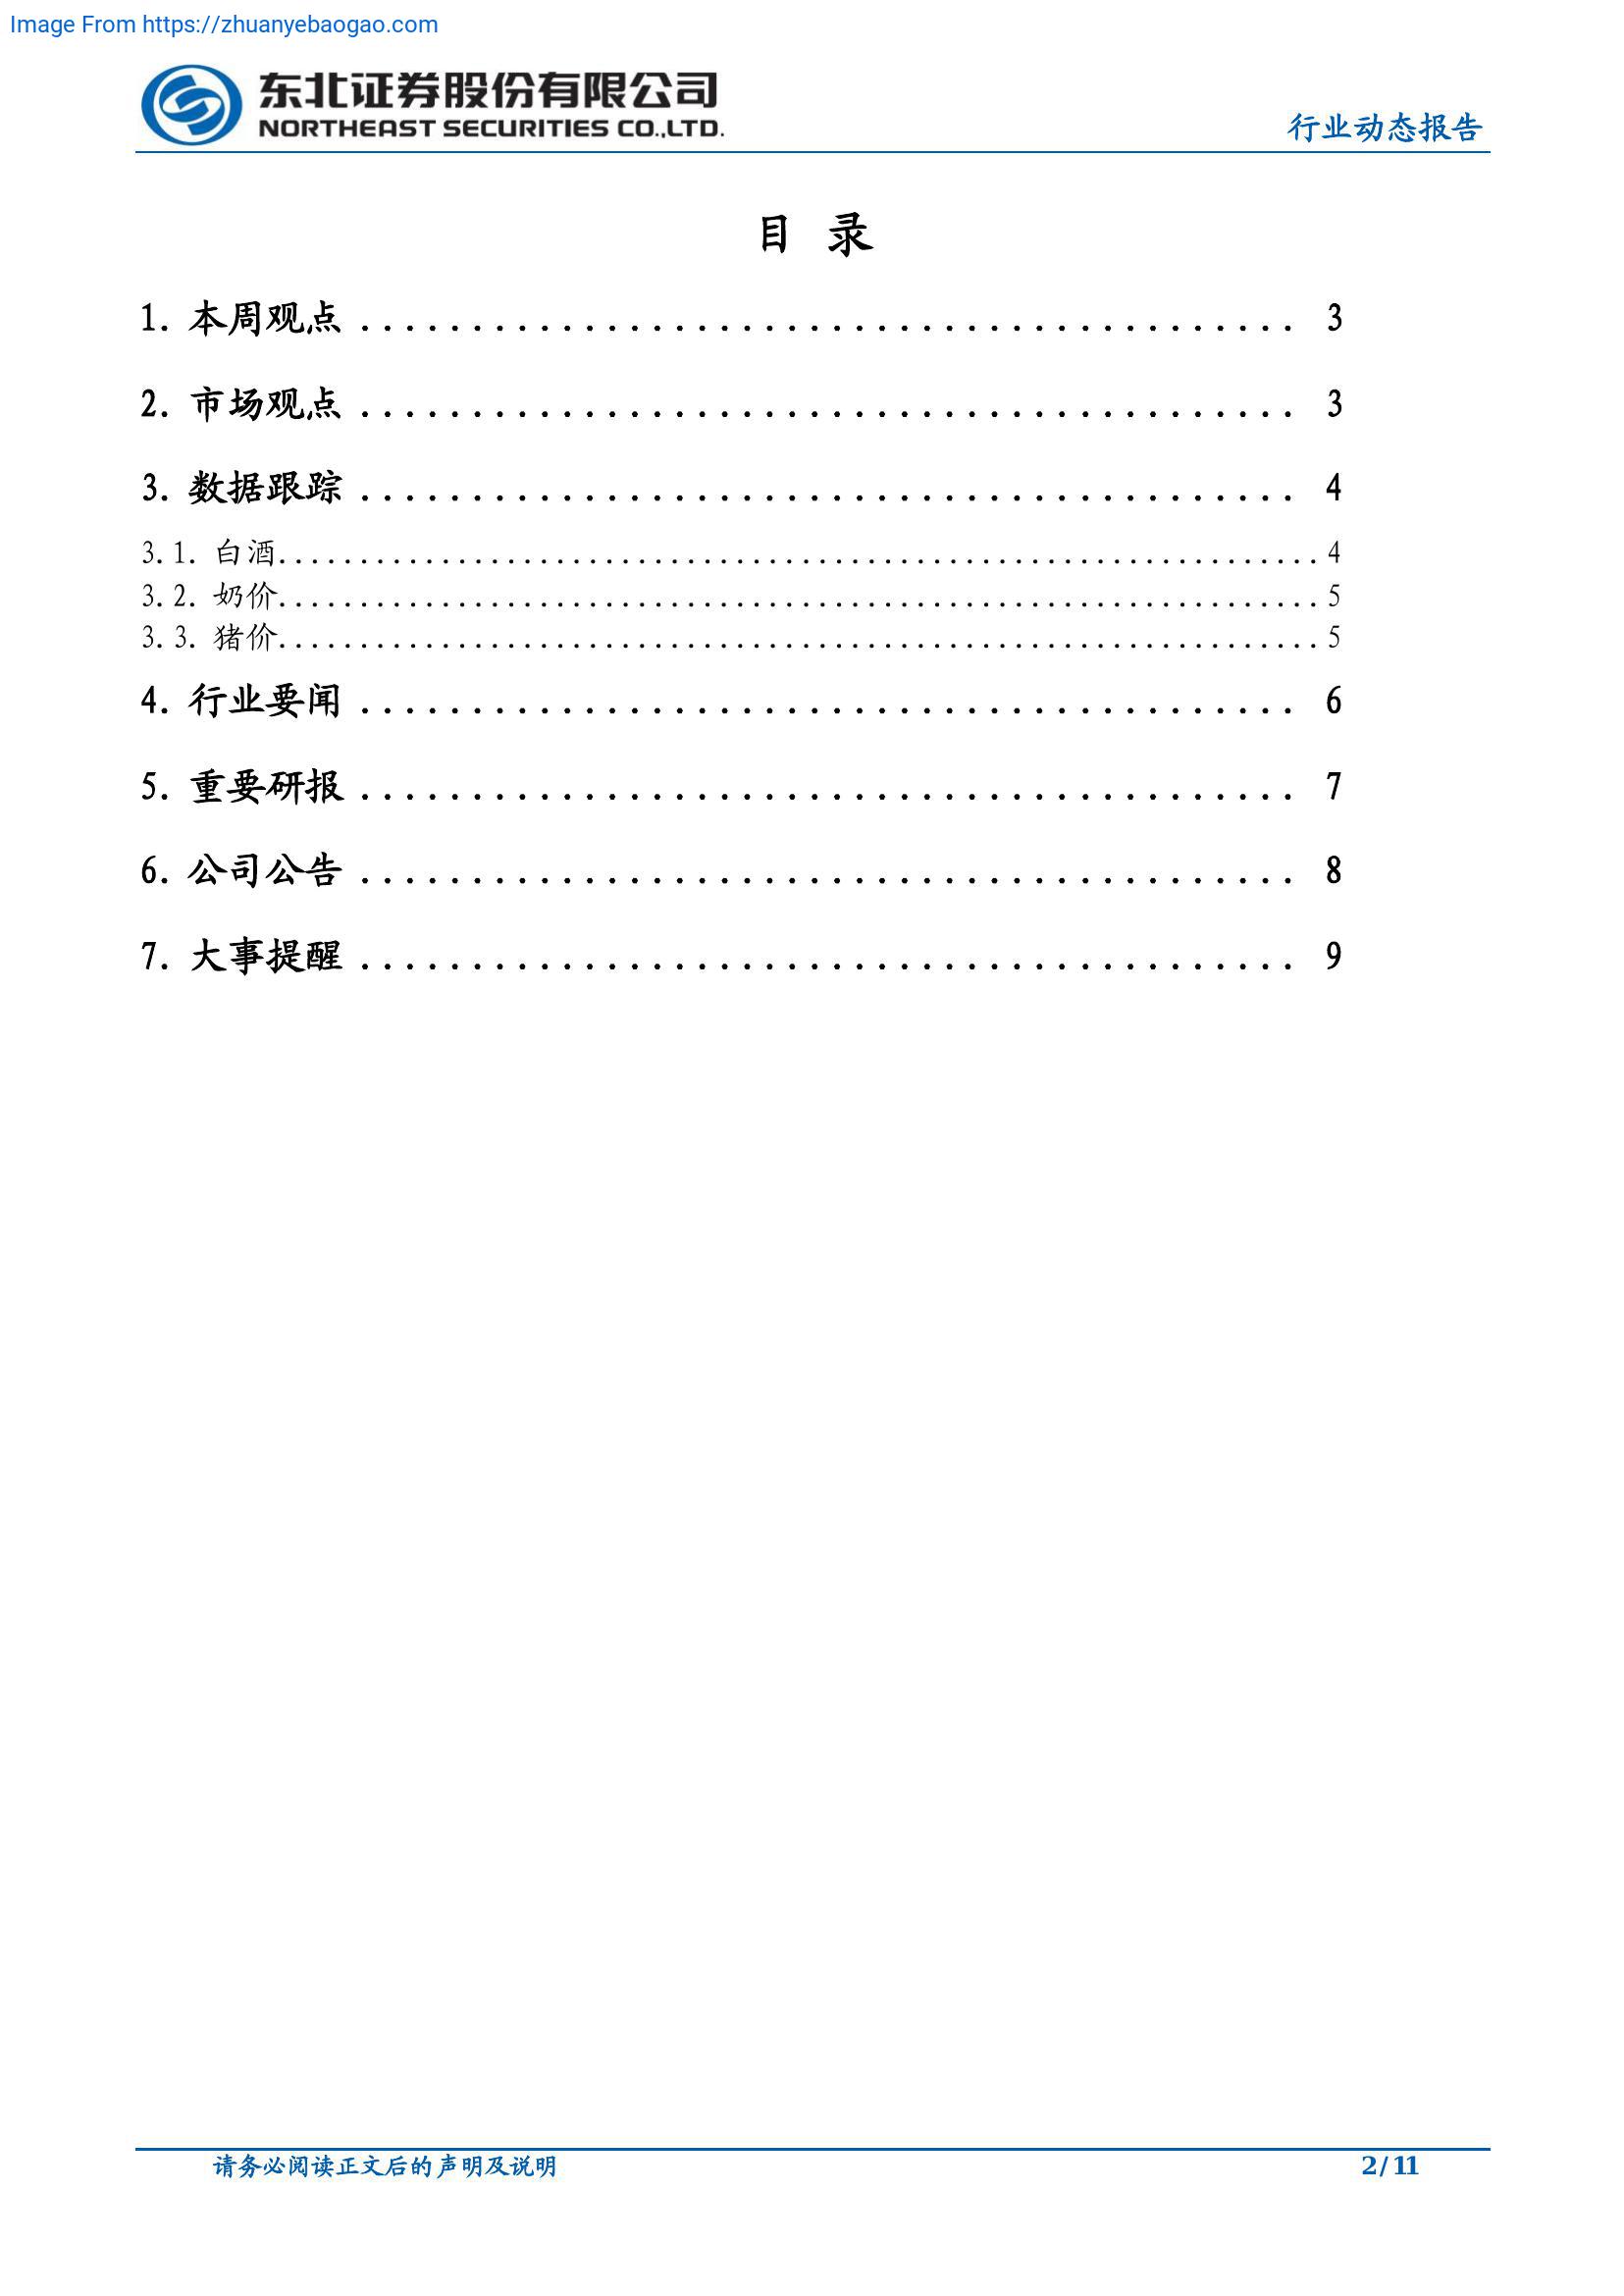 Image From https://zhuanyebaogao.com
东北证券股份有限公司
NORTHEAST SECURITIES CO.,LTD.
行业动态报告
目 录
1. 本周观点 .......................................... 3
2. 市场观点 .......................................... 3
3. 数据跟踪 .......................................... 4
3.1. 白酒................................................................ 4
3.2. 奶价................................................................ 5
3.3. 猪价................................................................ 5
4. 行业要闻 .......................................... 6
5. 重要研报 .......................................... 7
6. 公司公告 .......................................... 8
7. 大事提醒 .......................................... 9
请务必阅读正文后的声明及说明
2/11